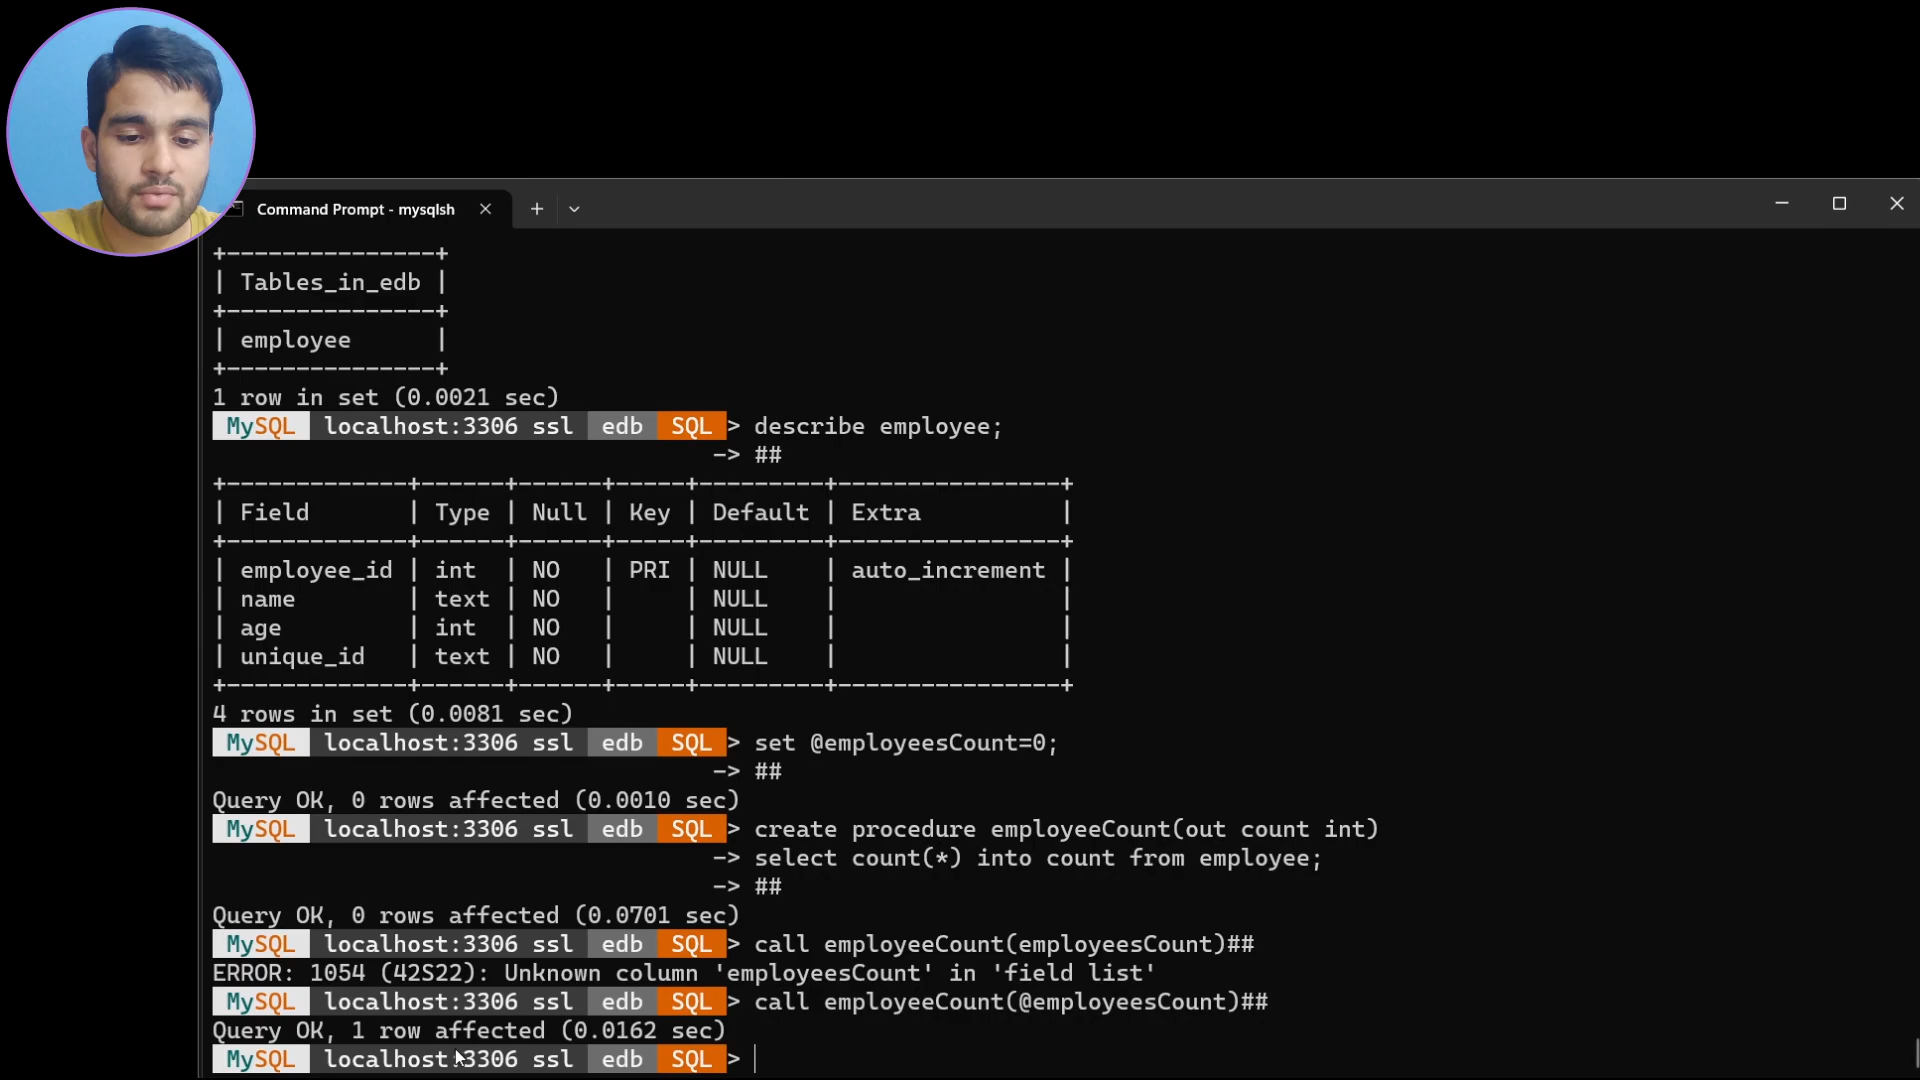 Command Prompt - mysqlsh
+---------------+
| Tables_in_edb |
+---------------+
| employee      |
+---------------+
1 row in set (0.0021 sec)
MySQL localhost:3306 ssl edb SQL > describe employee;
-> ##
+-------------+------+------+-----+---------+----------------+
| Field       | Type | Null | Key | Default | Extra          |
+-------------+------+------+-----+---------+----------------+
| employee_id | int  | NO   | PRI | NULL    | auto_increment |
| name        | text | NO   |     | NULL    |                |
| age         | int  | NO   |     | NULL    |                |
| unique_id   | text | NO   |     | NULL    |                |
+-------------+------+------+-----+---------+----------------+
4 rows in set (0.0081 sec)
MySQL localhost:3306 ssl edb SQL > set @employeesCount=0;
-> ##
Query OK, 0 rows affected (0.0010 sec)
MySQL localhost:3306 ssl edb SQL > create procedure employeeCount(out count int)
-> select count(*) into count from employee;
-> ##
Query OK, 0 rows affected (0.0701 sec)
MySQL localhost:3306 ssl edb SQL > call employeeCount(employeesCount)##
ERROR: 1054 (42S22): Unknown column 'employeesCount' in 'field list'
MySQL localhost:3306 ssl edb SQL > call employeeCount(@employeesCount)##
Query OK, 1 row affected (0.0162 sec)
MySQL localhost:3306 ssl edb SQL >